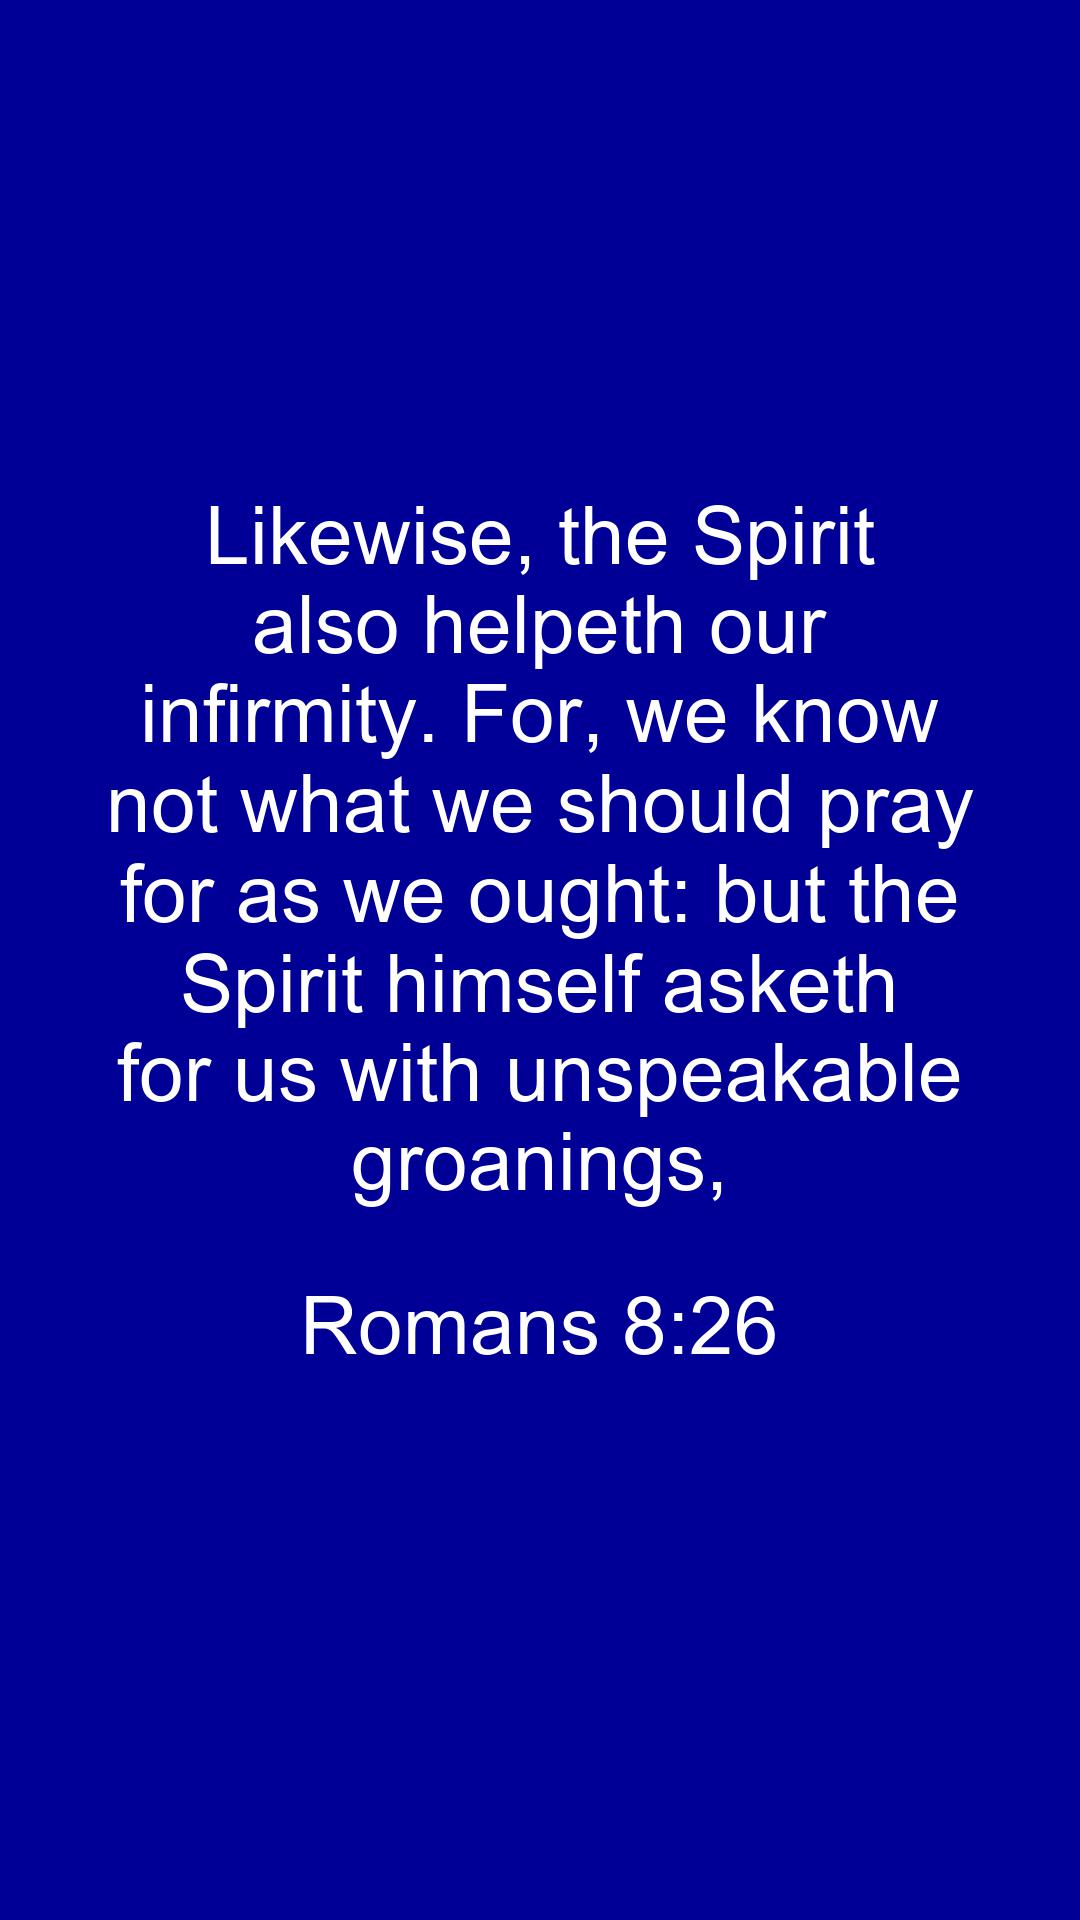 Likewise, the Spirit
also helpeth our
infirmity. For, we know
not what we should pray
for as we ought: but the
Spirit himself asketh
for us with unspeakable
groanings,
Romans 8:26